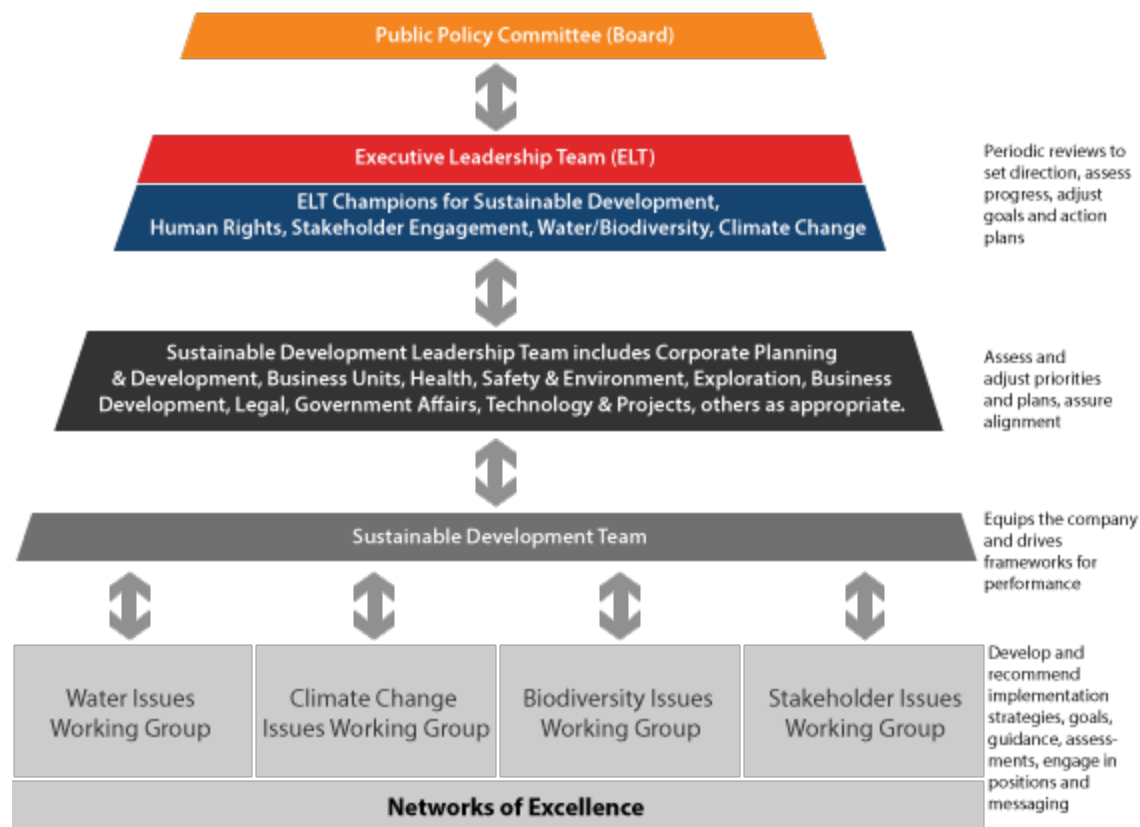 Public Policy Committee (Board)
Executive Leadership Team (ELT)
ELT Champions for Sustainable Development,
Human Rights, Stakeholder Engagement, Water/Biodiversity, Climate Change
Periodic reviews to
set direction, assess
progress, adjust
goals and action
plans
Sustainable Development Leadership Team includes Corporate Planning
& Development, Business Units, Health, Safety & Environment, Exploration, Business
Development, Legal, Government Affairs, Technology & Projects, others as appropriate.
Assess and
adjust priorities
and plans, assure
alignment
Sustainable Development Team
Equips the company
and drives
frameworks for
performance
Water Issues
Working Group
Climate Change
Issues Working Group
Biodiversity Issues
Working Group
Stakeholder Issues
Working Group
Develop and
recommend
implementation
strategies, goals,
guidance, assess-
ments, engage in
positions and
messaging
Networks of Excellence